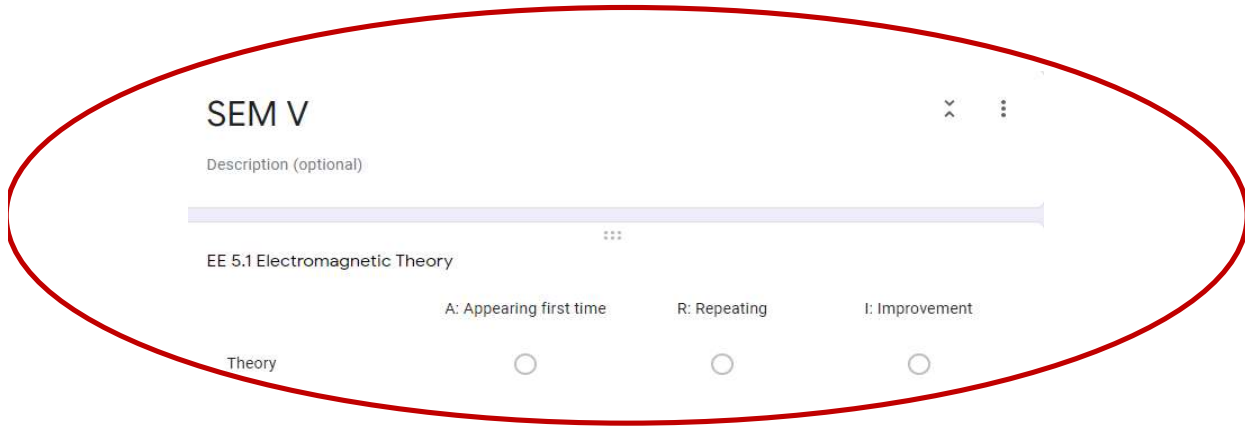 SEM V
Description (optional)
EE 5.1 Electromagnetic Theory
A: Appearing first time R: Repeating I: Improvement
Theory